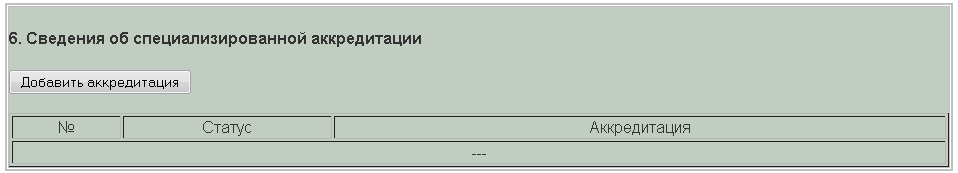 6. Сведения об специализированной аккредитации
Добавить аккредитация
№ Статус Аккредитация
---